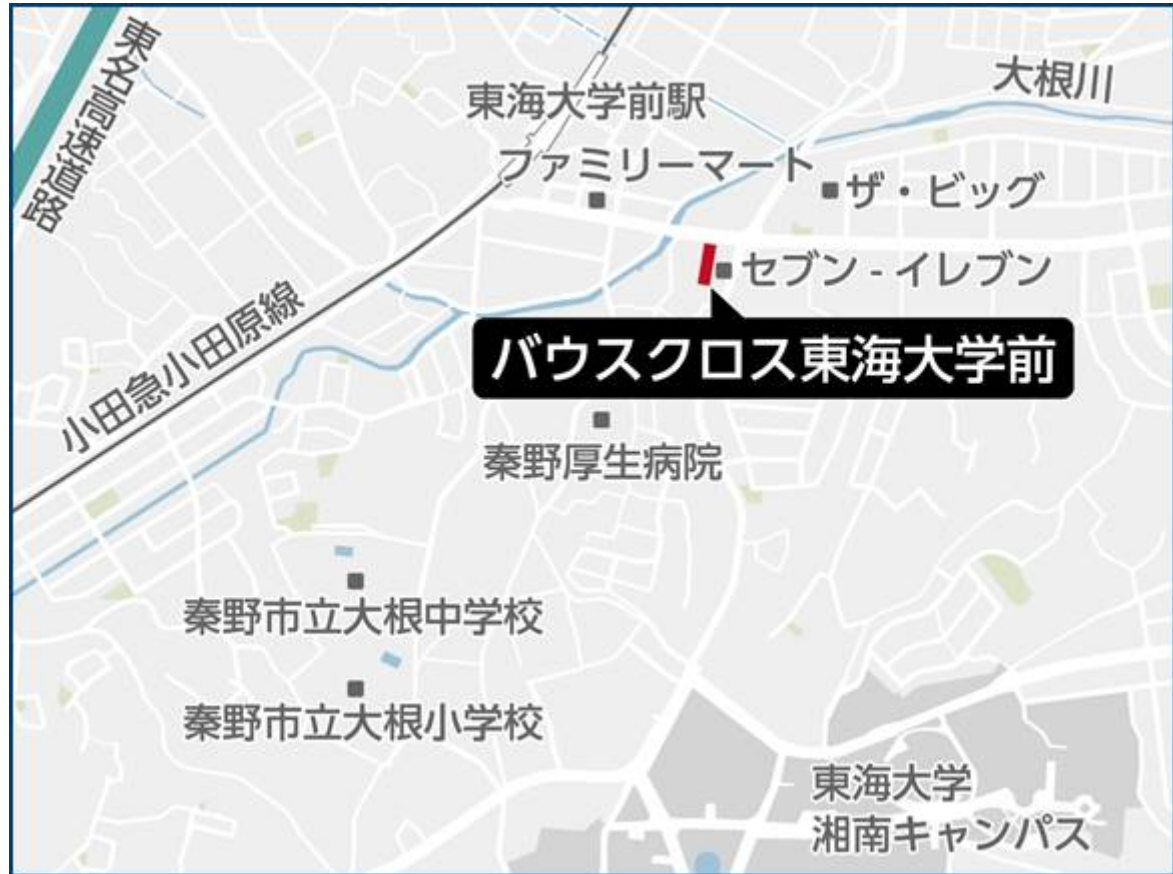 東名高速道路
大根川
東海大学前駅
ファミリーマート
ザ・ビッグ
セブン - イレブン
小田急小田原線
バウスクロス東海大学前
秦野厚生病院
秦野市立大根中学校
秦野市立大根小学校
東海大学
湘南キャンパス